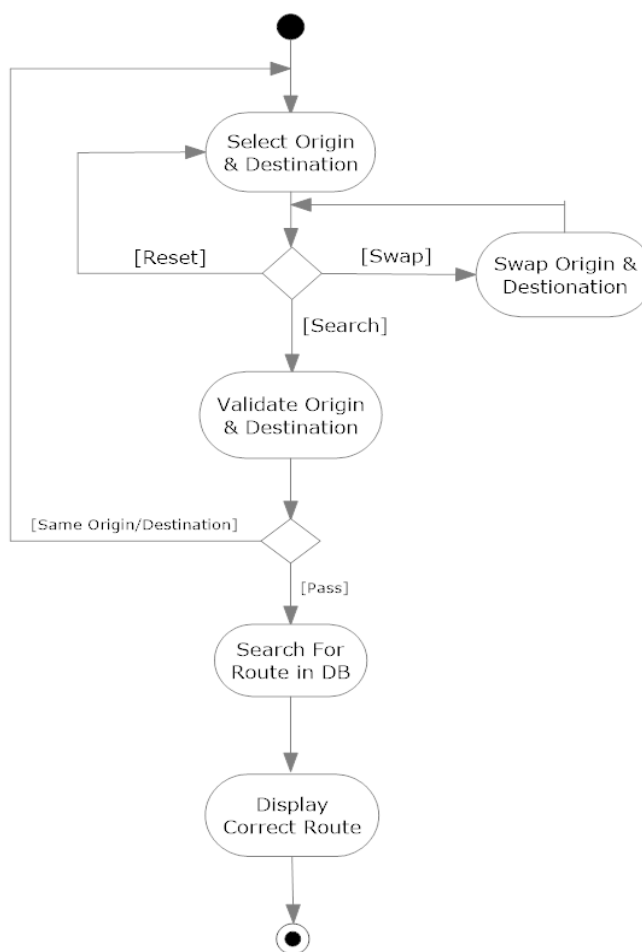 Select Origin
& Destination
[Reset]
[Swap]
Swap Origin &
Destionation
[Search]
Validate Origin
& Destination
[Same Origin/Destination]
[Pass]
Search For
Route in DB
Display
Correct Route